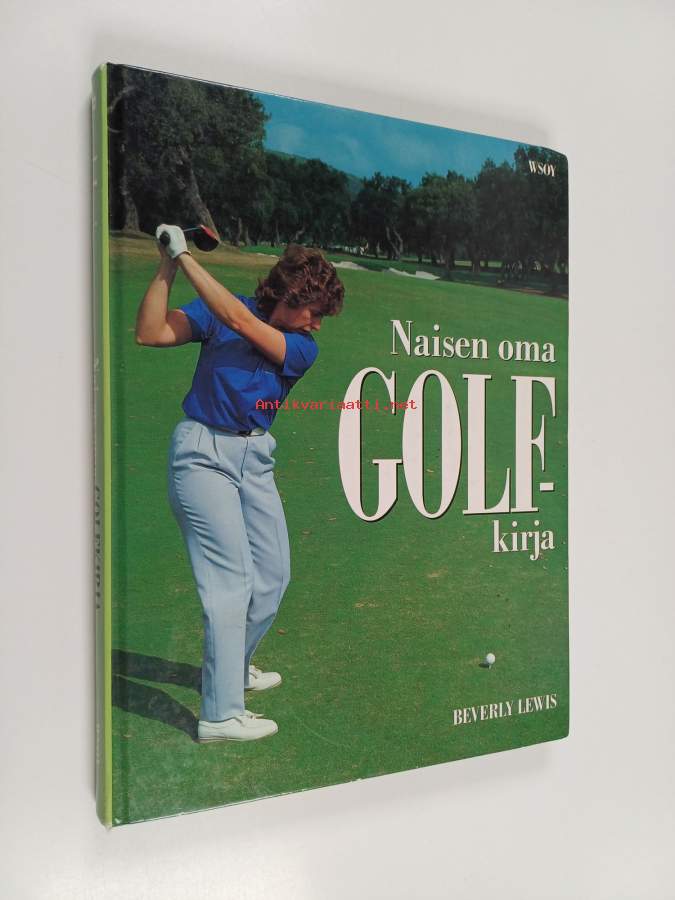 WSOY
Naisen oma
Antikvariaatti.net
GOLF-
kirja
BEVERLY LEWIS